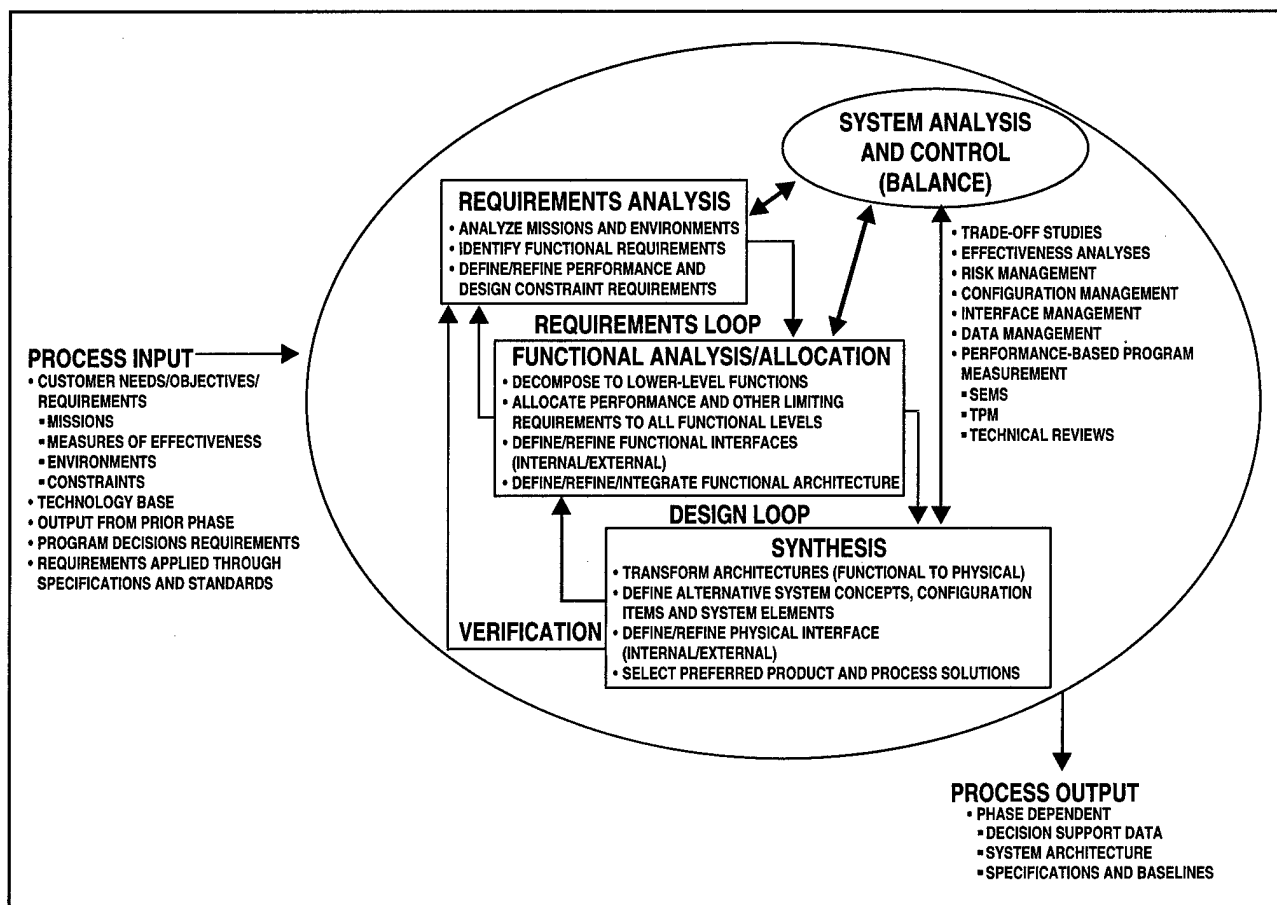 SYSTEM ANALYSIS
AND CONTROL
(BALANCE)
REQUIREMENTS ANALYSIS
• ANALYZE MISSIONS AND ENVIRONMENTS
• IDENTIFY FUNCTIONAL REQUIREMENTS
• DEFINE/REFINE PERFORMANCE AND
DESIGN CONSTRAINT REQUIREMENTS
• TRADE-OFF STUDIES
• EFFECTIVENESS ANALYSES
• RISK MANAGEMENT
• CONFIGURATION MANAGEMENT
• INTERFACE MANAGEMENT
• DATA MANAGEMENT
• PERFORMANCE-BASED PROGRAM
MEASUREMENT
▪ SEMS
▪ TPM
▪ TECHNICAL REVIEWS
REQUIREMENTS LOOP
PROCESS INPUT
• CUSTOMER NEEDS/OBJECTIVES/
REQUIREMENTS
▪ MISSIONS
▪ MEASURES OF EFFECTIVENESS
▪ ENVIRONMENTS
▪ CONSTRAINTS
• TECHNOLOGY BASE
• OUTPUT FROM PRIOR PHASE
• PROGRAM DECISIONS REQUIREMENTS
• REQUIREMENTS APPLIED THROUGH
SPECIFICATIONS AND STANDARDS
FUNCTIONAL ANALYSIS/ALLOCATION
• DECOMPOSE TO LOWER-LEVEL FUNCTIONS
• ALLOCATE PERFORMANCE AND OTHER LIMITING
REQUIREMENTS TO ALL FUNCTIONAL LEVELS
• DEFINE/REFINE FUNCTIONAL INTERFACES
(INTERNAL/EXTERNAL)
• DEFINE/REFINE/INTEGRATE FUNCTIONAL ARCHITECTURE
DESIGN LOOP
SYNTHESIS
• TRANSFORM ARCHITECTURES (FUNCTIONAL TO PHYSICAL)
• DEFINE ALTERNATIVE SYSTEM CONCEPTS, CONFIGURATION
ITEMS AND SYSTEM ELEMENTS
• DEFINE/REFINE PHYSICAL INTERFACE
(INTERNAL/EXTERNAL)
• SELECT PREFERRED PRODUCT AND PROCESS SOLUTIONS
VERIFICATION
PROCESS OUTPUT
• PHASE DEPENDENT
▪ DECISION SUPPORT DATA
▪ SYSTEM ARCHITECTURE
▪ SPECIFICATIONS AND BASELINES